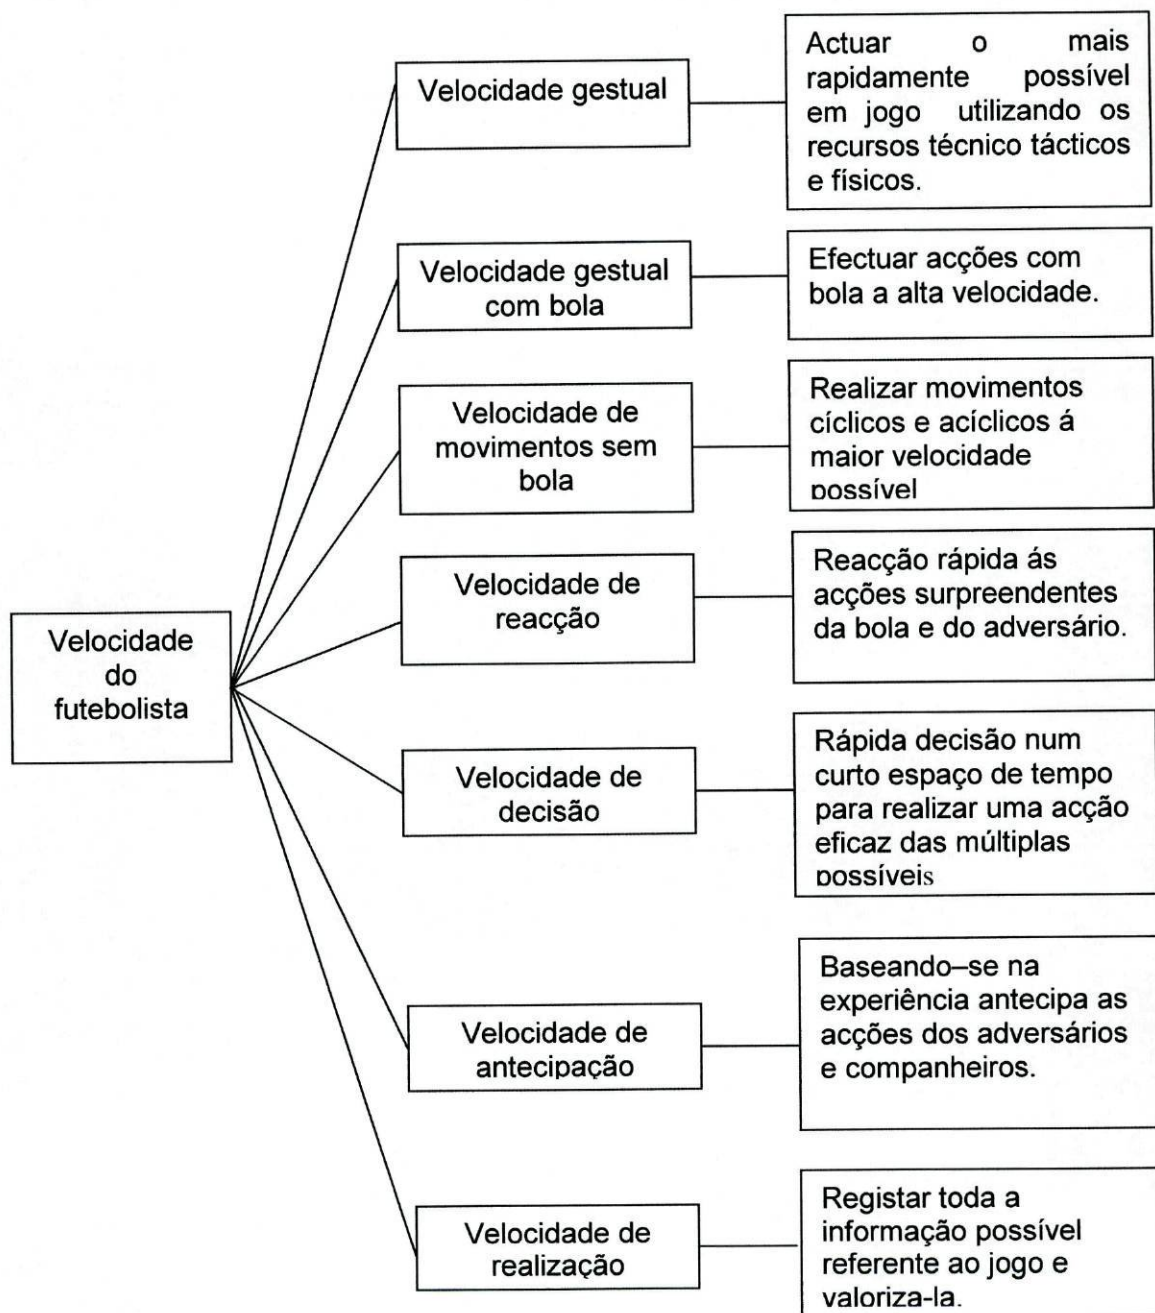 Velocidade
do
futebolista
Velocidade gestual
Actuar o mais
rapidamente possível
em jogo utilizando os
recursos técnico tácticos
e físicos.
Velocidade gestual
com bola
Efectuar acções com
bola a alta velocidade.
Velocidade de
movimentos sem
bola
Realizar movimentos
cíclicos e acíclicos á
maior velocidade
possível
Velocidade de
reacção
Reacção rápida ás
acções surpreendentes
da bola e do adversário.
Velocidade de
decisão
Rápida decisão num
curto espaço de tempo
para realizar uma acção
eficaz das múltiplas
possíveis
Velocidade de
antecipação
Baseando–se na
experiência antecipa as
acções dos adversários
e companheiros.
Velocidade de
realização
Registar toda a
informação possível
referente ao jogo e
valoriza-la.